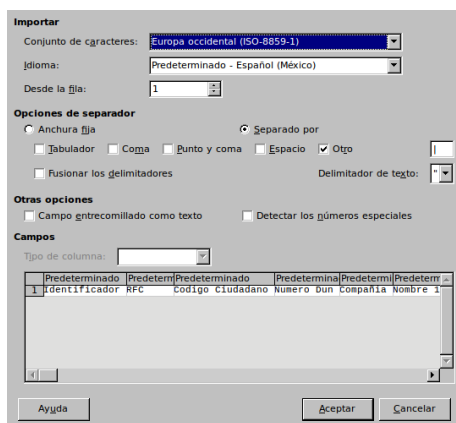 Importar
Conjunto de caracteres: Europa occidental (ISO-8859-1)
Idioma: Predeterminado - Español (México)
Desde la fila: 1
Opciones de separador
Anchura fija Separado por
Tabulador Coma Punto y coma Espacio Otro |
Fusionar los delimitadores Delimitador de texto: "
Otras opciones
Campo entrecomillado como texto Detectar los números especiales
Campos
Tipo de columna:
Predeterminado Predeterm Predeterminado Predetermina Predetermi Predeterm
1 Identificador RFC Codigo Ciudadano Numero Dun Compañia Nombre 1
Ayuda Aceptar Cancelar